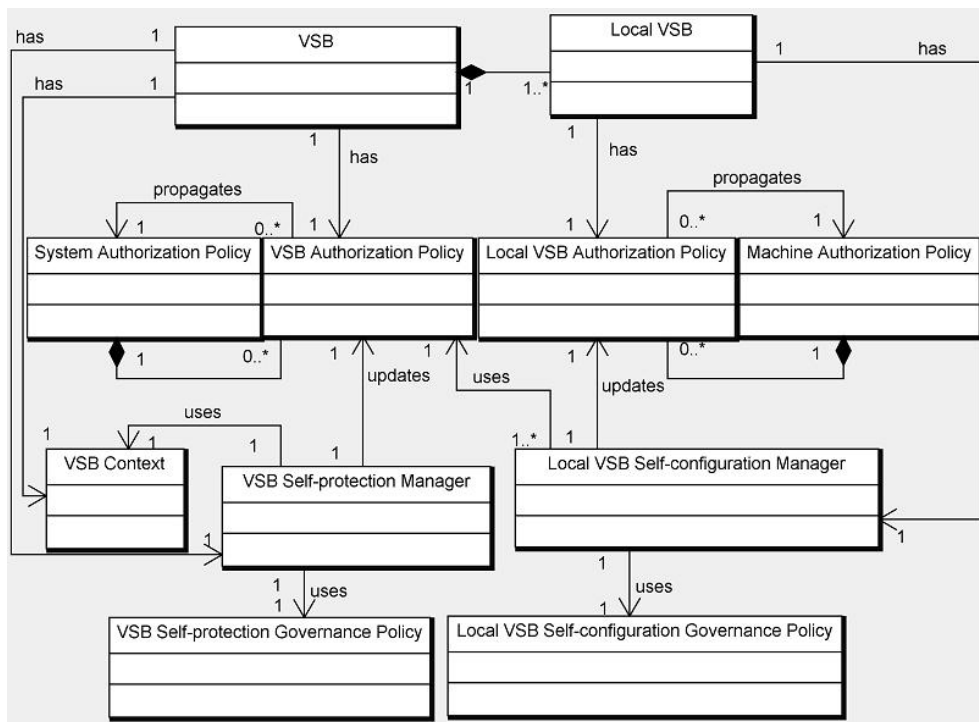 has 1
VSB
Local VSB
1 has
has 1
1 1..*
1 1
has has
propagates propagates
1 0..* 1 1 0..* 1
System Authorization Policy
VSB Authorization Policy
Local VSB Authorization Policy
Machine Authorization Policy
1 0..* 1 1 1 0..* 1
updates uses updates
uses
1 1 1 1 1..* 1
VSB Context
VSB Self-protection Manager
Local VSB Self-configuration Manager
1 1
1 uses 1 uses
1 1
VSB Self-protection Governance Policy
Local VSB Self-configuration Governance Policy